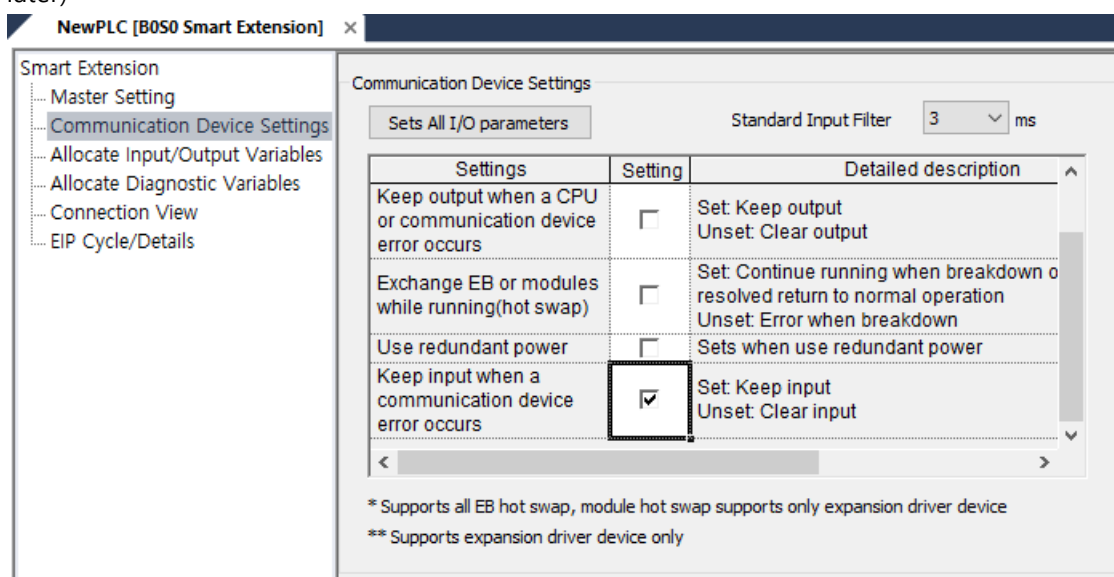 later)
NewPLC [B0S0 Smart Extension] ×
Smart Extension
Master Setting
Communication Device Settings
Allocate Input/Output Variables
Allocate Diagnostic Variables
Connection View
EIP Cycle/Details
Communication Device Settings
Sets All I/O parameters
Standard Input Filter 3 ms
Settings Setting Detailed description
Keep output when a CPU
or communication device
error occurs
Set: Keep output
Unset: Clear output
Exchange EB or modules
while running(hot swap)
Set: Continue running when breakdown o
resolved return to normal operation
Unset: Error when breakdown
Use redundant power
Sets when use redundant power
Keep input when a
communication device
error occurs
Set: Keep input
Unset: Clear input
* Supports all EB hot swap, module hot swap supports only expansion driver device
** Supports expansion driver device only